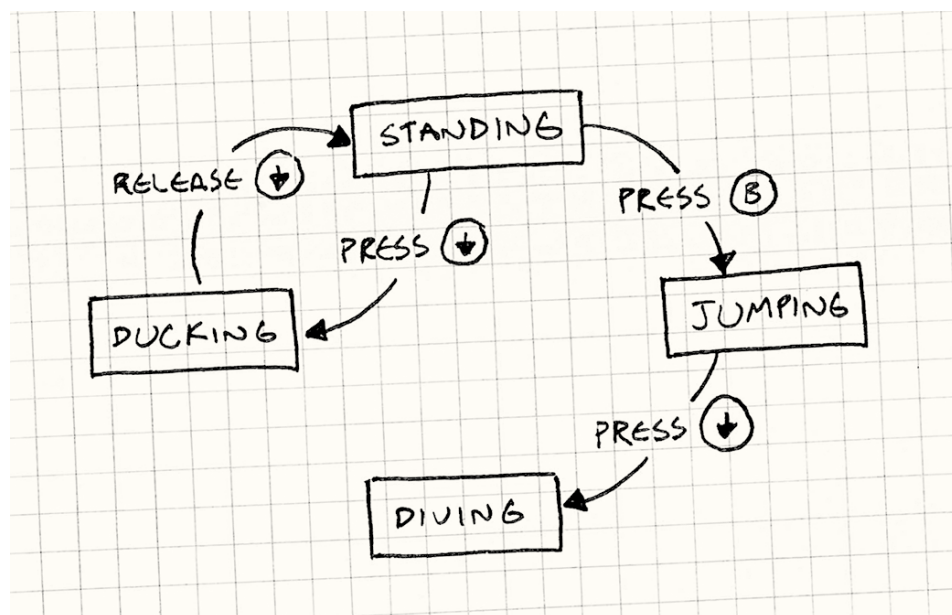 STANDING
RELEASE ↓
PRESS B
PRESS ↓
DUCKING
JUMPING
PRESS ↓
DIVING